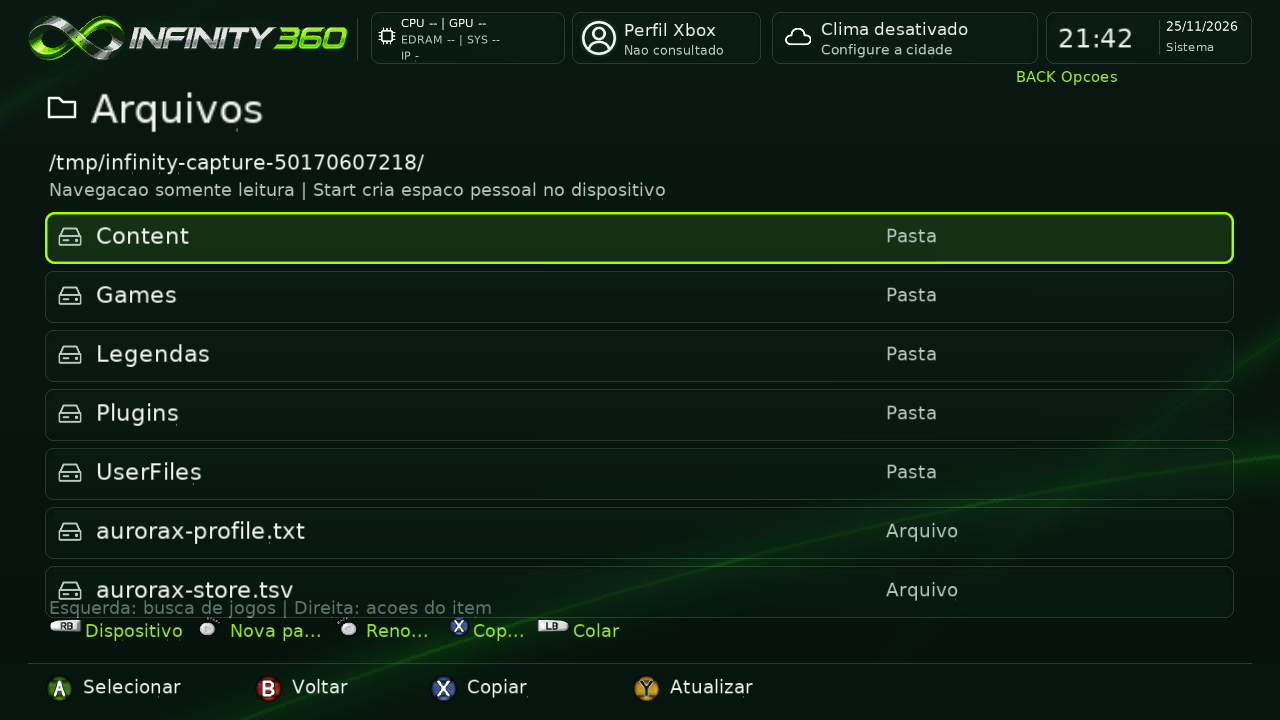 INFINITY 360
CPU -- | GPU --
EDRAM -- | SYS --
IP -
Perfil Xbox
Nao consultado
Clima desativado
Configure a cidade
21:42
25/11/2026
Sistema
BACK Opcoes
Arquivos
/tmp/infinity-capture-50170607218/
Navegacao somente leitura | Start cria espaco pessoal no dispositivo
Content Pasta
Games Pasta
Legendas Pasta
Plugins Pasta
UserFiles Pasta
aurorax-profile.txt Arquivo
aurorax-store.tsv Arquivo
Esquerda: busca de jogos | Direita: acoes do item
RB Dispositivo Nova pa... Reno... X Cop... LB Colar
A Selecionar B Voltar X Copiar Y Atualizar